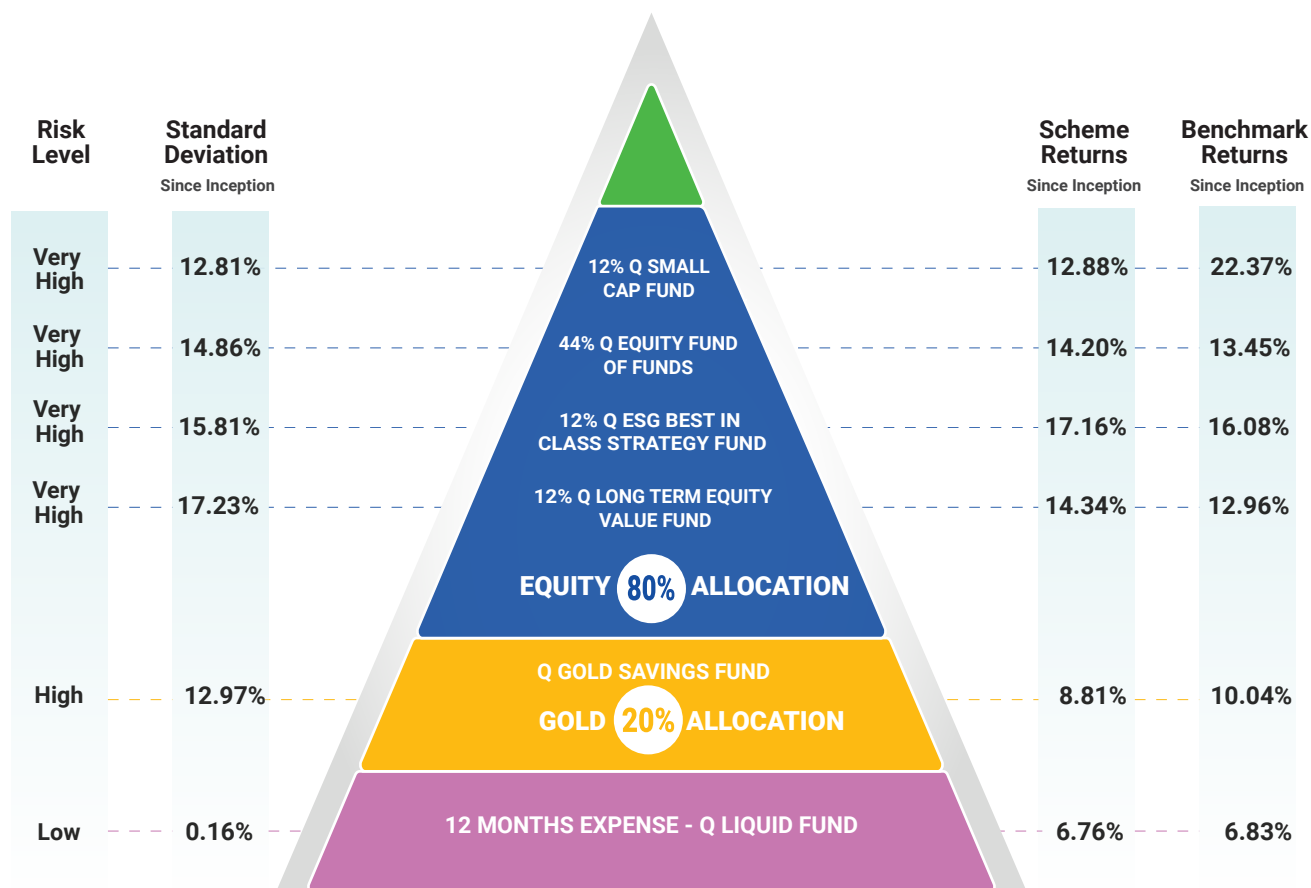 Risk
Level
Standard
Deviation
Since Inception
Scheme
Returns
Since Inception
Benchmark
Returns
Since Inception
Very
High
12.81%
12% Q SMALL
CAP FUND
12.88%
22.37%
Very
High
14.86%
44% Q EQUITY FUND
OF FUNDS
14.20%
13.45%
Very
High
15.81%
12% Q ESG BEST IN
CLASS STRATEGY FUND
17.16%
16.08%
Very
High
17.23%
12% Q LONG TERM EQUITY
VALUE FUND
14.34%
12.96%
EQUITY 80% ALLOCATION
High
12.97%
Q GOLD SAVINGS FUND
GOLD 20% ALLOCATION
8.81%
10.04%
Low
0.16%
12 MONTHS EXPENSE - Q LIQUID FUND
6.76%
6.83%